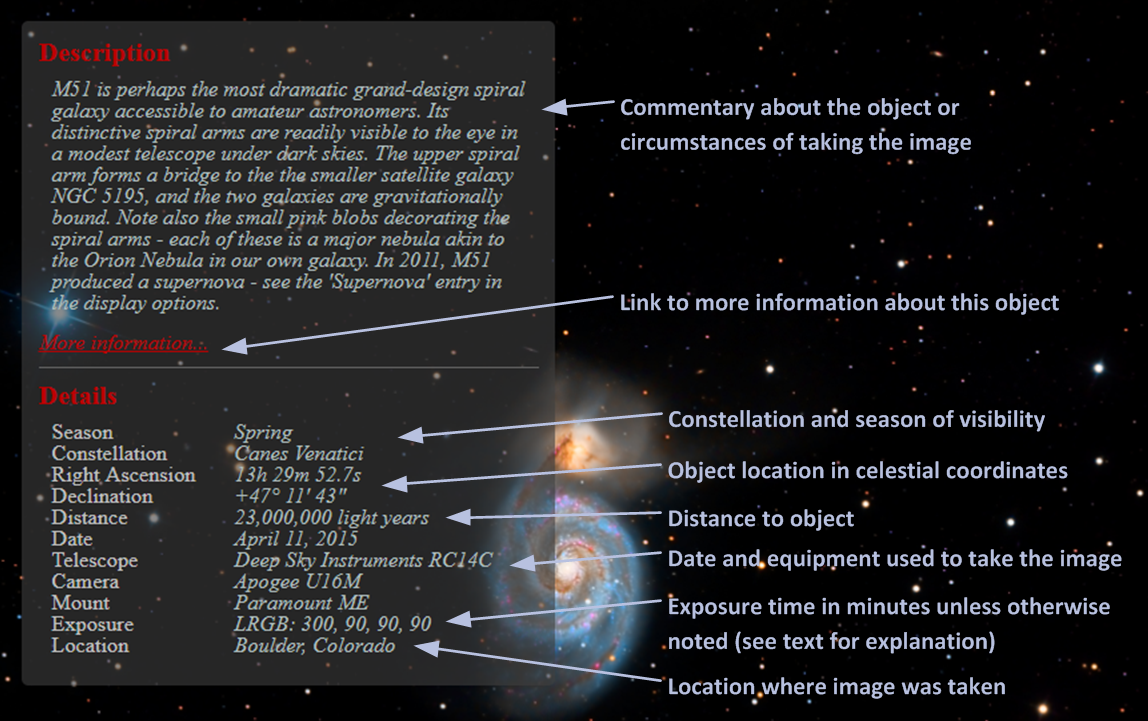 Description
M51 is perhaps the most dramatic grand-design spiral
galaxy accessible to amateur astronomers. Its
distinctive spiral arms are readily visible to the eye in
a modest telescope under dark skies. The upper spiral
arm forms a bridge to the the smaller satellite galaxy
NGC 5195, and the two galaxies are gravitationally
bound. Note also the small pink blobs decorating the
spiral arms - each of these is a major nebula akin to
the Orion Nebula in our own galaxy. In 2011, M51
produced a supernova - see the 'Supernova' entry in
the display options.
More information...
Details
Season Spring
Constellation Canes Venatici
Right Ascension 13h 29m 52.7s
Declination +47° 11' 43"
Distance 23,000,000 light years
Date April 11, 2015
Telescope Deep Sky Instruments RC14C
Camera Apogee U16M
Mount Paramount ME
Exposure LRGB: 300, 90, 90, 90
Location Boulder, Colorado
Commentary about the object or
circumstances of taking the image
Link to more information about this object
Constellation and season of visibility
Object location in celestial coordinates
Distance to object
Date and equipment used to take the image
Exposure time in minutes unless otherwise
noted (see text for explanation)
Location where image was taken